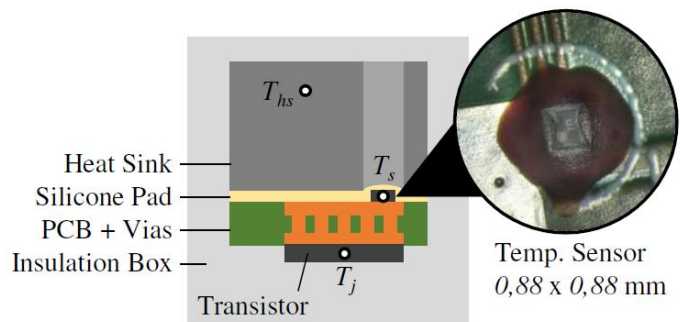 T_hs
T_s
Heat Sink
Silicone Pad
PCB + Vias
Insulation Box
Transistor
T_j
Temp. Sensor
0,88 x 0,88 mm